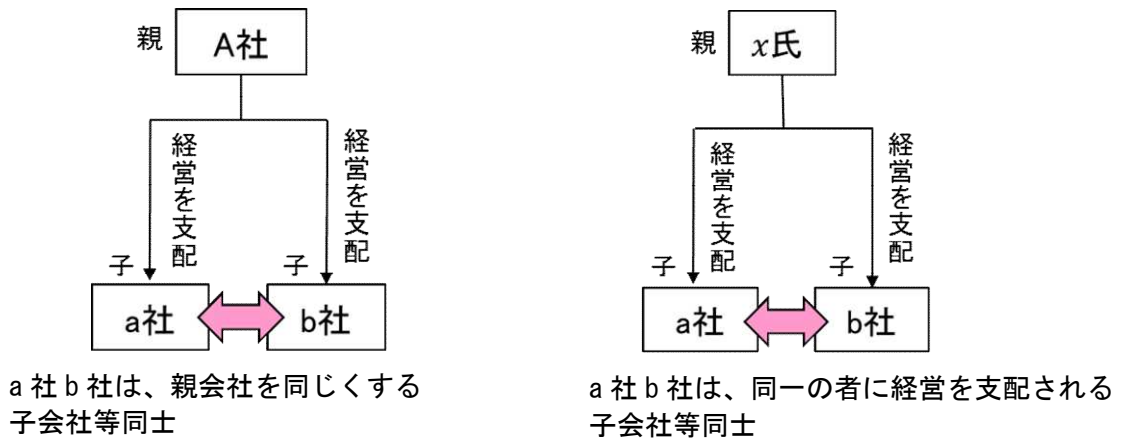 親
A社
経営を支配
経営を支配
子
子
a社
b社
a社b社は、親会社を同じくする
子会社等同士
親
x氏
経営を支配
経営を支配
子
子
a社
b社
a社b社は、同一の者に経営を支配される
子会社等同士